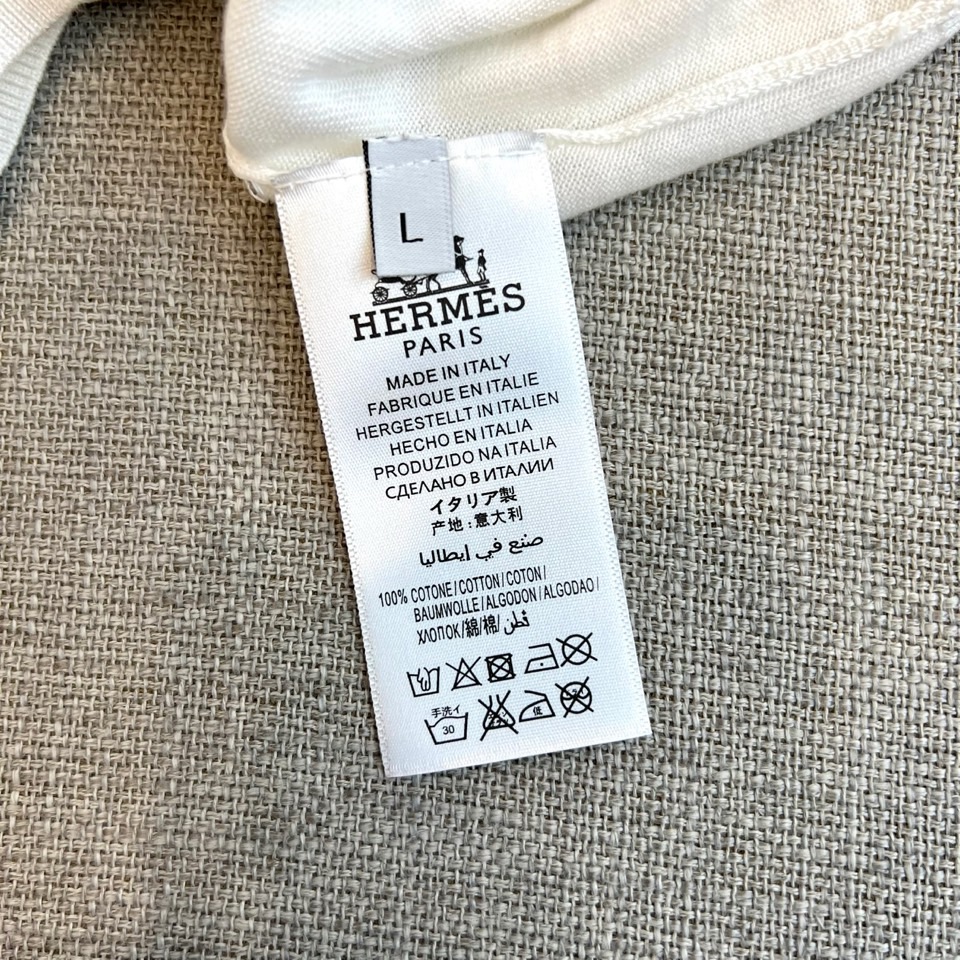 L
HERMÈS
PARIS
MADE IN ITALY
FABRIQUE EN ITALIE
HERGESTELLT IN ITALIEN
HECHO EN ITALIA
PRODUZIDO NA ITALIA
СДЕЛАНО В ИТАЛИИ
イタリア製
产地:意大利
صنع في إيطاليا
100% COTONE/COTTON/COTON/
BAUMWOLLE/ALGODON/ALGODAO/
ХЛОПОК/綿/棉/قطن
手洗イ
30
低